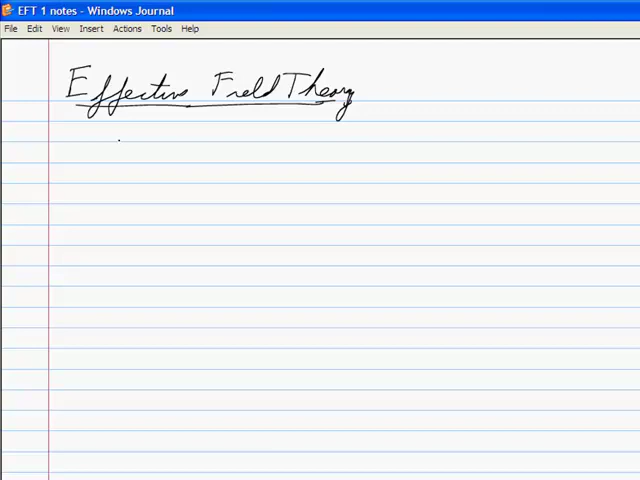 EFT 1 notes - Windows Journal
File Edit View Insert Actions Tools Help
Effective Field Theory